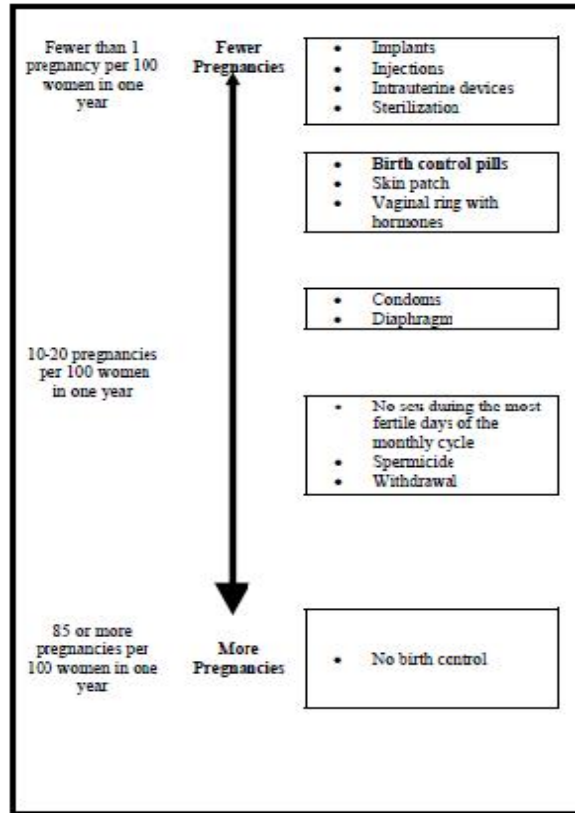 Fewer than 1
pregnancy per 100
women in one
year
Fewer
Pregnancies
• Implants
• Injections
• Intrauterine devices
• Sterilization
• Birth control pills
• Skin patch
• Vaginal ring with
hormones
• Condoms
• Diaphragm
10-20 pregnancies
per 100 women
in one year
• No sex during the most
fertile days of the
monthly cycle
• Spermicide
• Withdrawal
85 or more
pregnancies per
100 women in one
year
More
Pregnancies
• No birth control